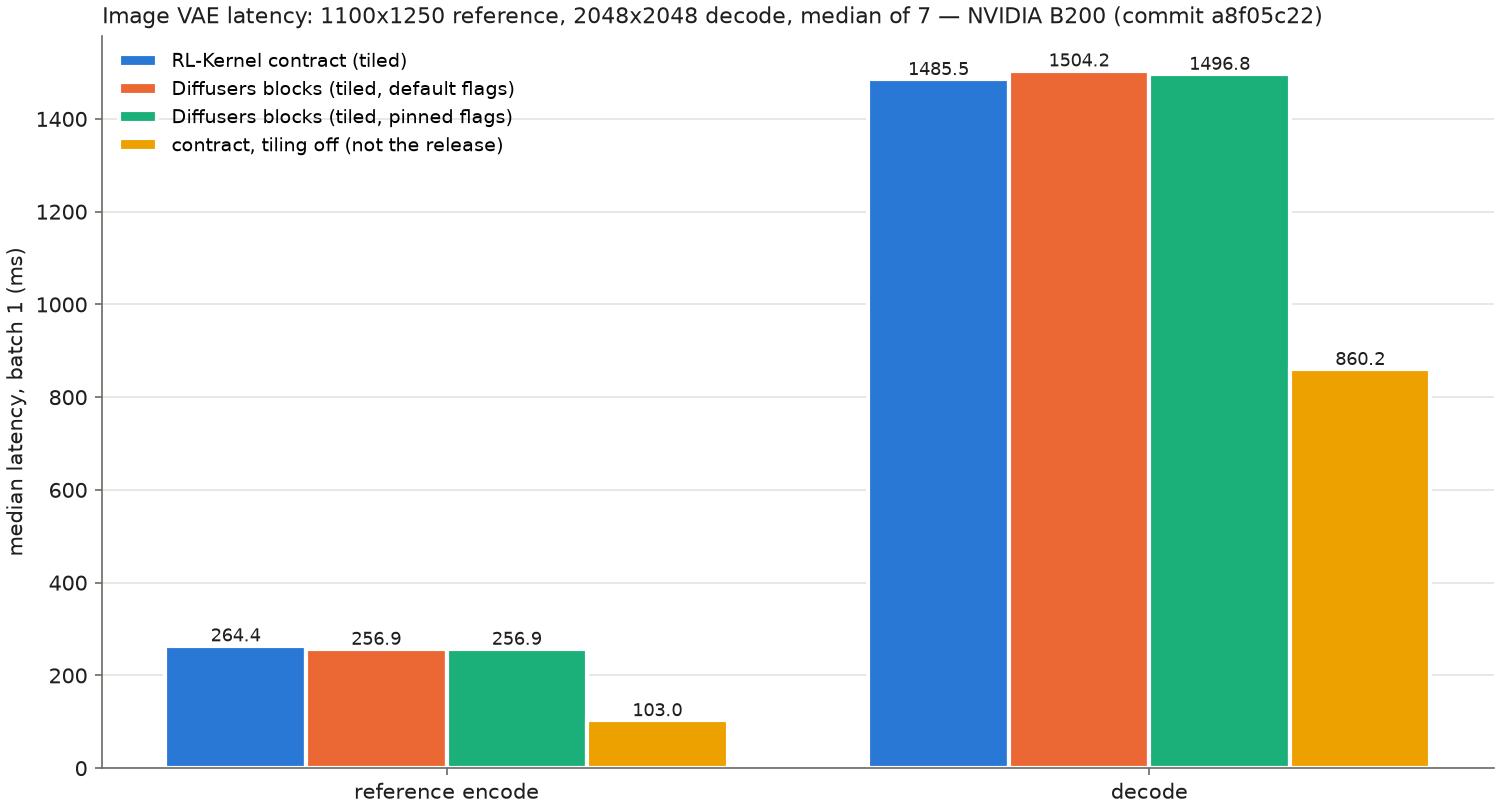 Image VAE latency: 1100x1250 reference, 2048x2048 decode, median of 7 — NVIDIA B200 (commit a8f05c22)
RL-Kernel contract (tiled)
Diffusers blocks (tiled, default flags)
Diffusers blocks (tiled, pinned flags)
contract, tiling off (not the release)
median latency, batch 1 (ms)
1400
1200
1000
800
600
400
200
0
264.4
256.9
256.9
103.0
1485.5
1504.2
1496.8
860.2
reference encode
decode